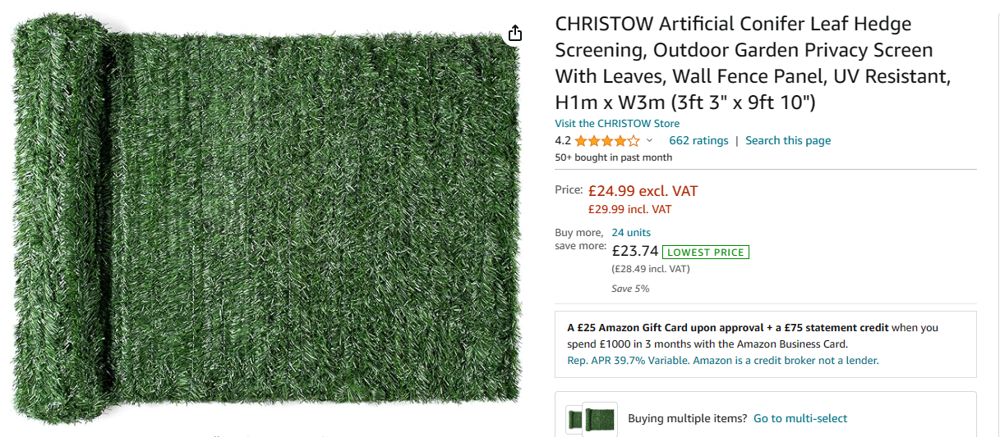 CHRISTOW Artificial Conifer Leaf Hedge
Screening, Outdoor Garden Privacy Screen
With Leaves, Wall Fence Panel, UV Resistant,
H1m x W3m (3ft 3" x 9ft 10")
Visit the CHRISTOW Store
4.2 662 ratings | Search this page
50+ bought in past month
Price: £24.99 excl. VAT
£29.99 incl. VAT
Buy more, 24 units
save more: £23.74 LOWEST PRICE
(£28.49 incl. VAT)
Save 5%
A £25 Amazon Gift Card upon approval + a £75 statement credit when you
spend £1000 in 3 months with the Amazon Business Card.
Rep. APR 39.7% Variable. Amazon is a credit broker not a lender.
Buying multiple items? Go to multi-select